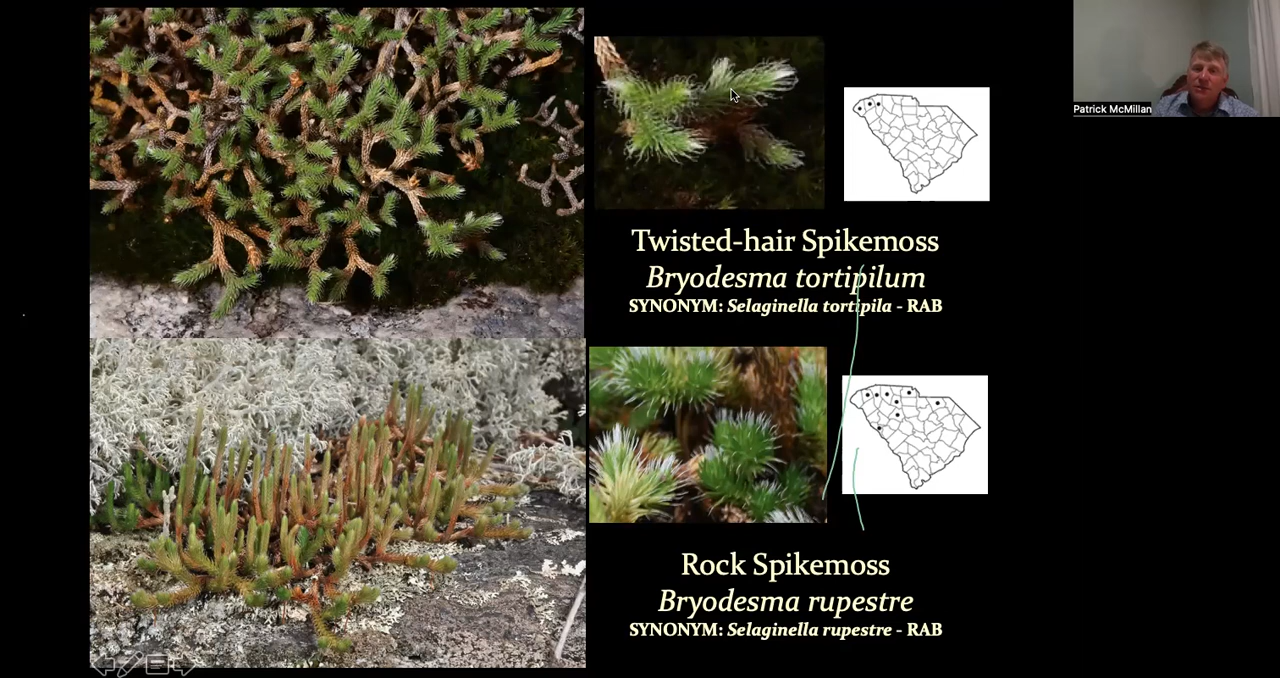 Patrick McMillan
Twisted-hair Spikemoss
Bryodesma tortipilum
SYNONYM: Selaginella tortipila - RAB
Rock Spikemoss
Bryodesma rupestre
SYNONYM: Selaginella rupestre - RAB